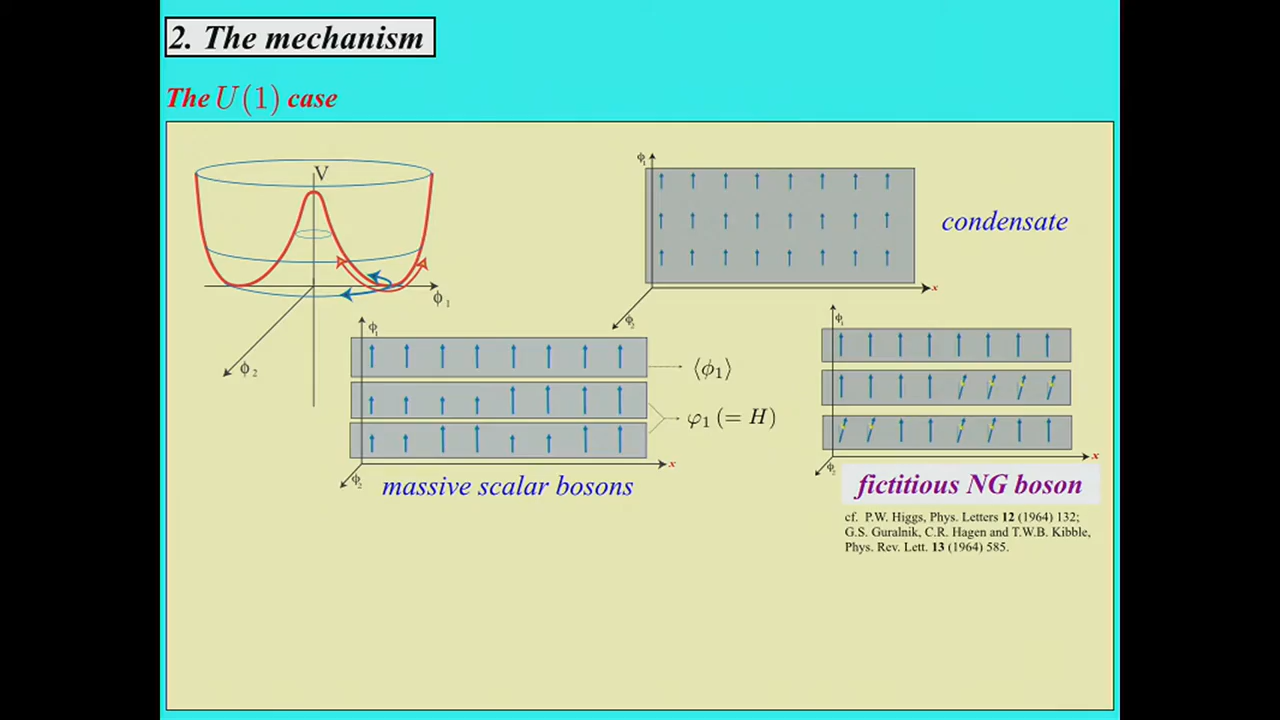 2. The mechanism
The U(1) case
V
ϕ1
ϕ2
ϕ1
condensate
x
ϕ2
ϕ1
⟨ϕ1⟩
φ1 (= H)
x
ϕ2
massive scalar bosons
ϕ1
x
ϕ2
fictitious NG boson
cf. P.W. Higgs, Phys. Letters 12 (1964) 132;
G.S. Guralnik, C.R. Hagen and T.W.B. Kibble,
Phys. Rev. Lett. 13 (1964) 585.